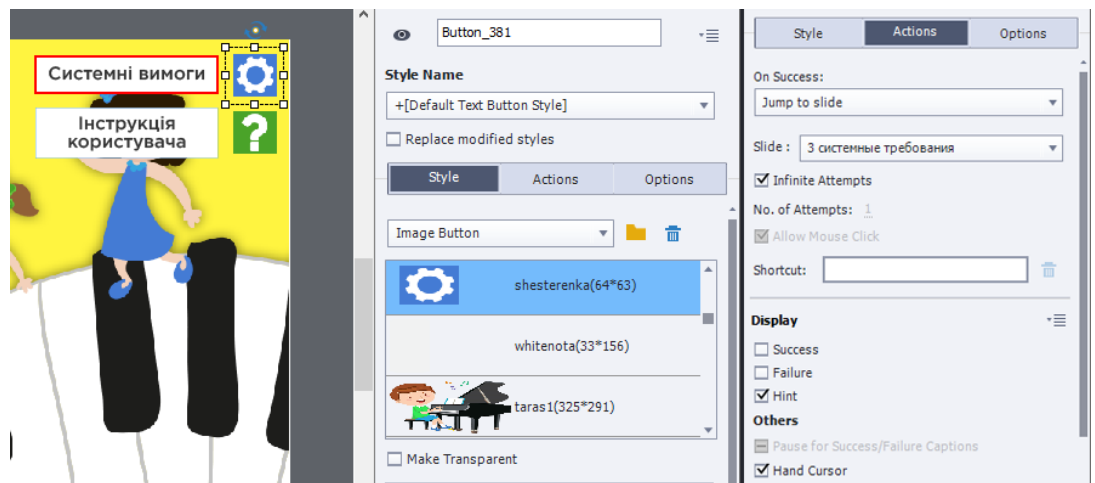 Системні вимоги
Інструкція
користувача
?
Button_381
Style Name
+[Default Text Button Style]
Replace modified styles
Style Actions Options
Image Button
shesterenka(64*63)
whitenota(33*156)
taras1(325*291)
Make Transparent
Style Actions Options
On Success:
Jump to slide
Slide : 3 системные требования
Infinite Attempts
No. of Attempts: 1
Allow Mouse Click
Shortcut:
Display
Success
Failure
Hint
Others
Pause for Success/Failure Captions
Hand Cursor